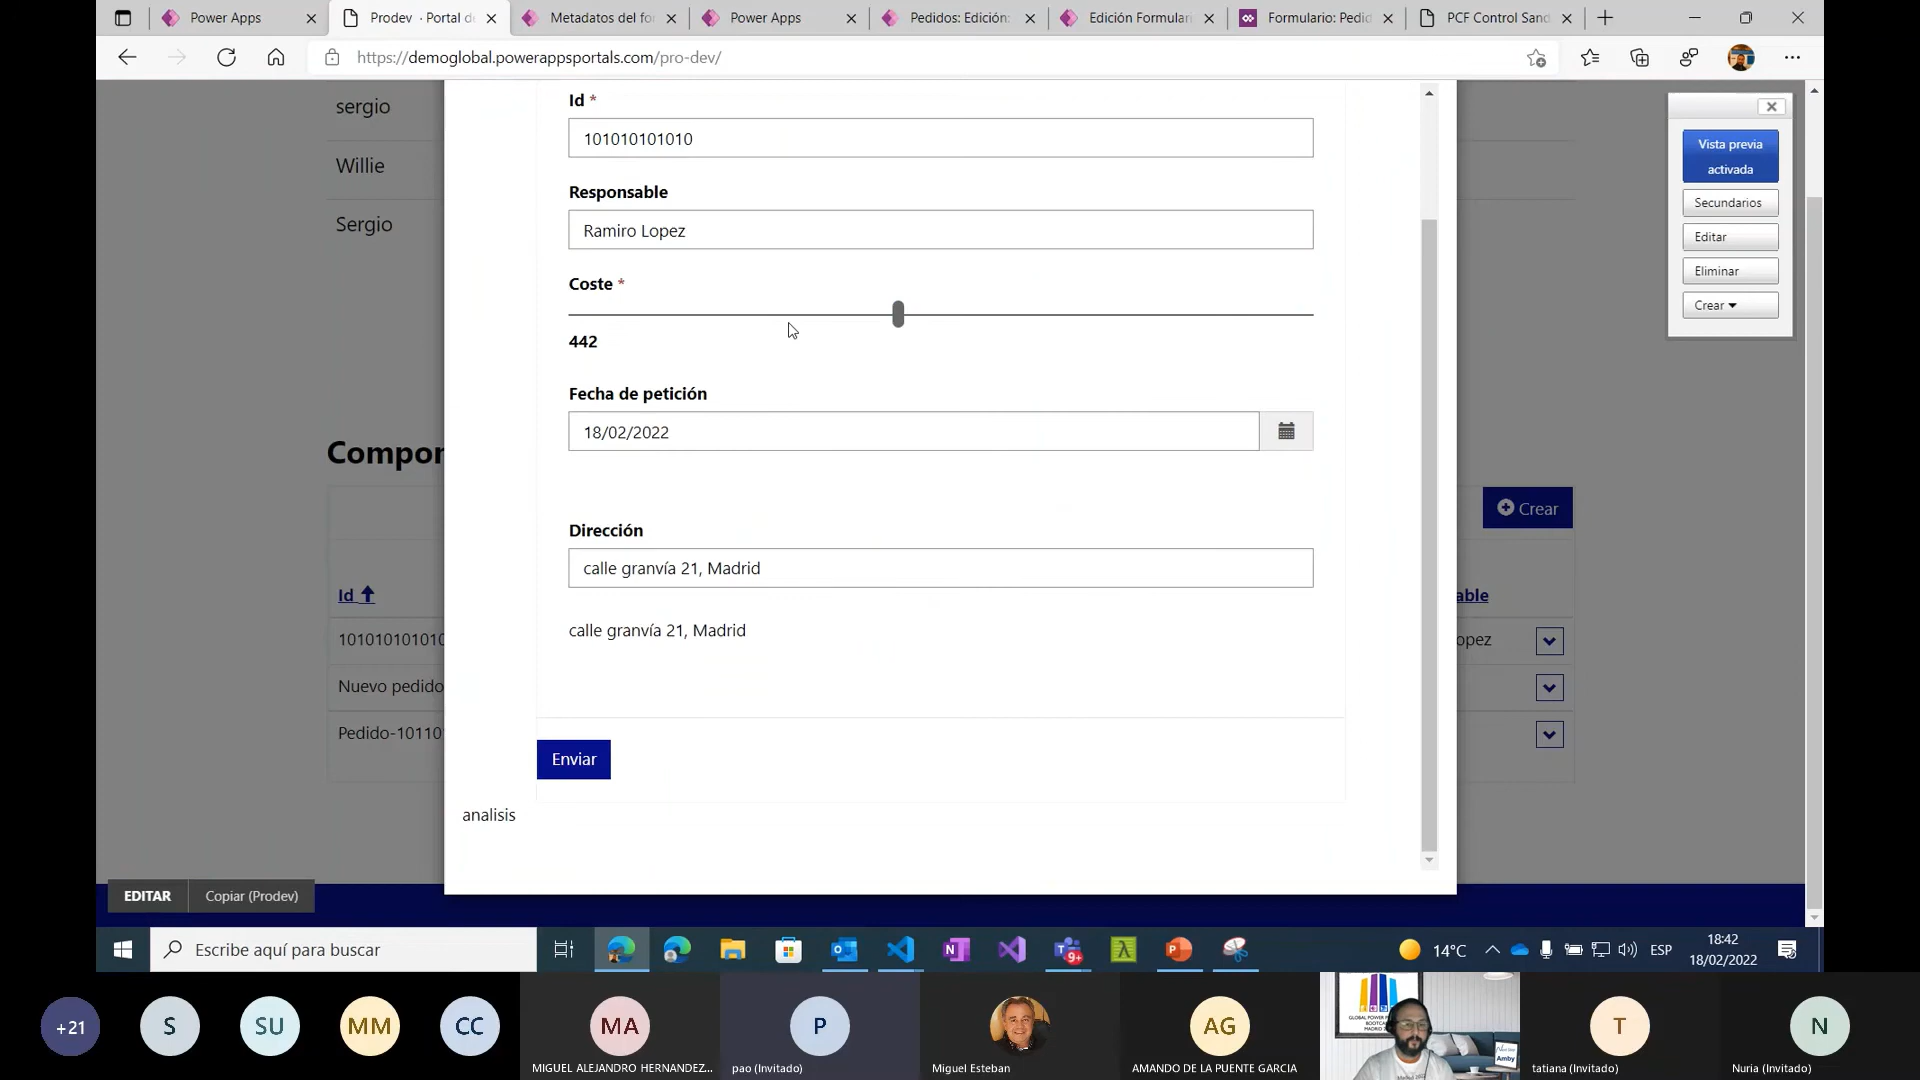 Power Apps
Prodev · Portal d
Metadatos del fo
Power Apps
Pedidos: Edición:
Edición Formulari
Formulario: Pedid
PCF Control Sand
https://demoglobal.powerappsportals.com/pro-dev/
sergio
Willie
Sergio
Compor
Id
101010101010
Nuevo pedido
Pedido-10110
Id *
101010101010
Responsable
Ramiro Lopez
Coste *
442
Fecha de petición
18/02/2022
Dirección
calle granvía 21, Madrid
calle granvía 21, Madrid
Enviar
analisis
Crear
able
opez
Vista previa
activada
Secundarios
Editar
Eliminar
Crear
EDITAR
Copiar (Prodev)
Escribe aquí para buscar
9+
14°C
ESP
18:42
18/02/2022
+21
S
SU
MM
CC
MA
MIGUEL ALEJANDRO HERNANDEZ...
P
pao (Invitado)
Miguel Esteban
AG
AMANDO DE LA PUENTE GARCIA
BOOTC
Amby
T
tatiana (Invitado)
N
Nuria (Invitado)